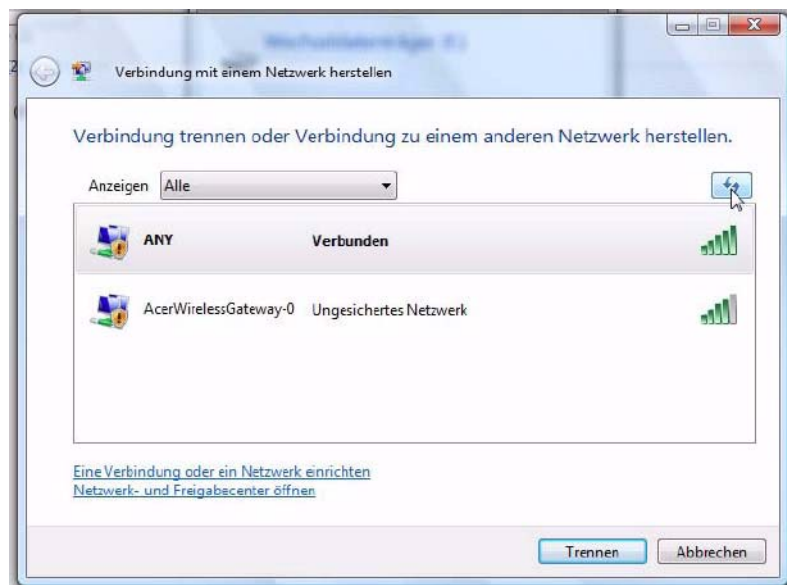 Verbindung mit einem Netzwerk herstellen
Verbindung trennen oder Verbindung zu einem anderen Netzwerk herstellen.
Anzeigen Alle
ANY Verbunden
AcerWirelessGateway-0 Ungesichertes Netzwerk
Eine Verbindung oder ein Netzwerk einrichten
Netzwerk- und Freigabecenter öffnen
Trennen Abbrechen